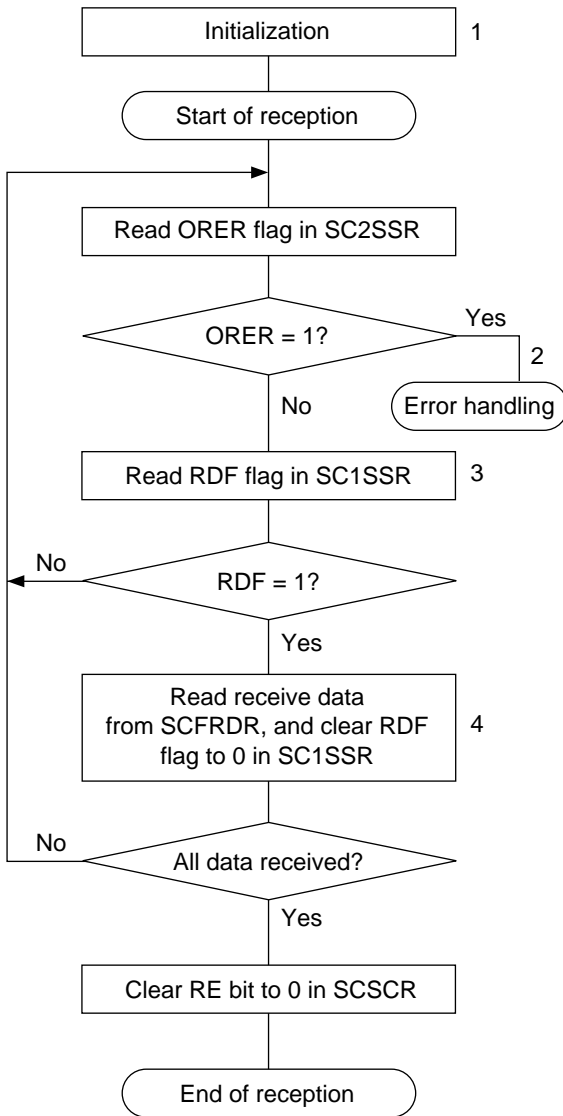 Initialization
1
Start of reception
Read ORER flag in SC2SSR
ORER = 1?
Yes
2
Error handling
No
Read RDF flag in SC1SSR
3
No
RDF = 1?
Yes
Read receive data
from SCFRDR, and clear RDF
flag to 0 in SC1SSR
4
No
All data received?
Yes
Clear RE bit to 0 in SCSCR
End of reception